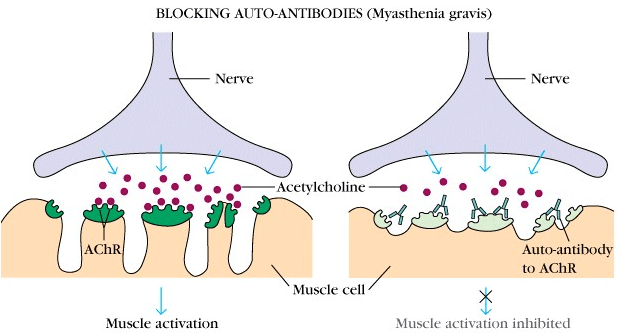 BLOCKING AUTO-ANTIBODIES (Myasthenia gravis)
Nerve
Nerve
Acetylcholine
AChR
Auto-antibody
to AChR
Muscle cell
Muscle activation
Muscle activation inhibited